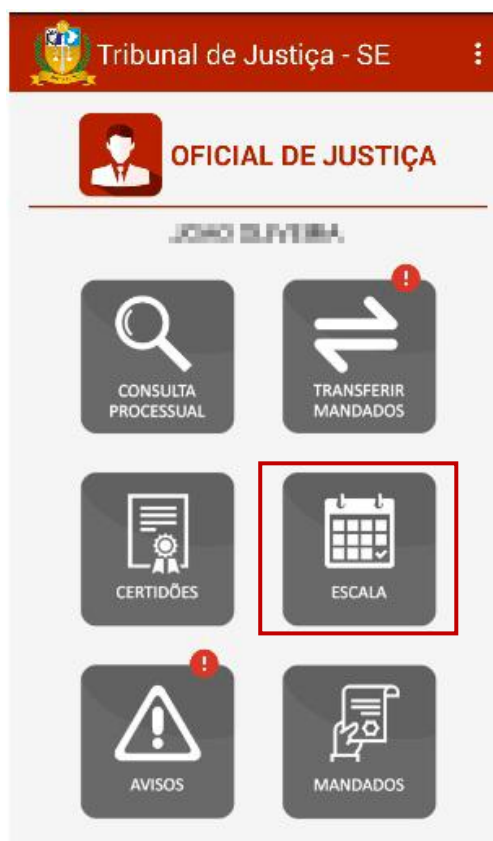 Tribunal de Justiça - SE
OFICIAL DE JUSTIÇA
CONSULTA
PROCESSUAL
TRANSFERIR
MANDADOS
CERTIDÕES
ESCALA
AVISOS
MANDADOS